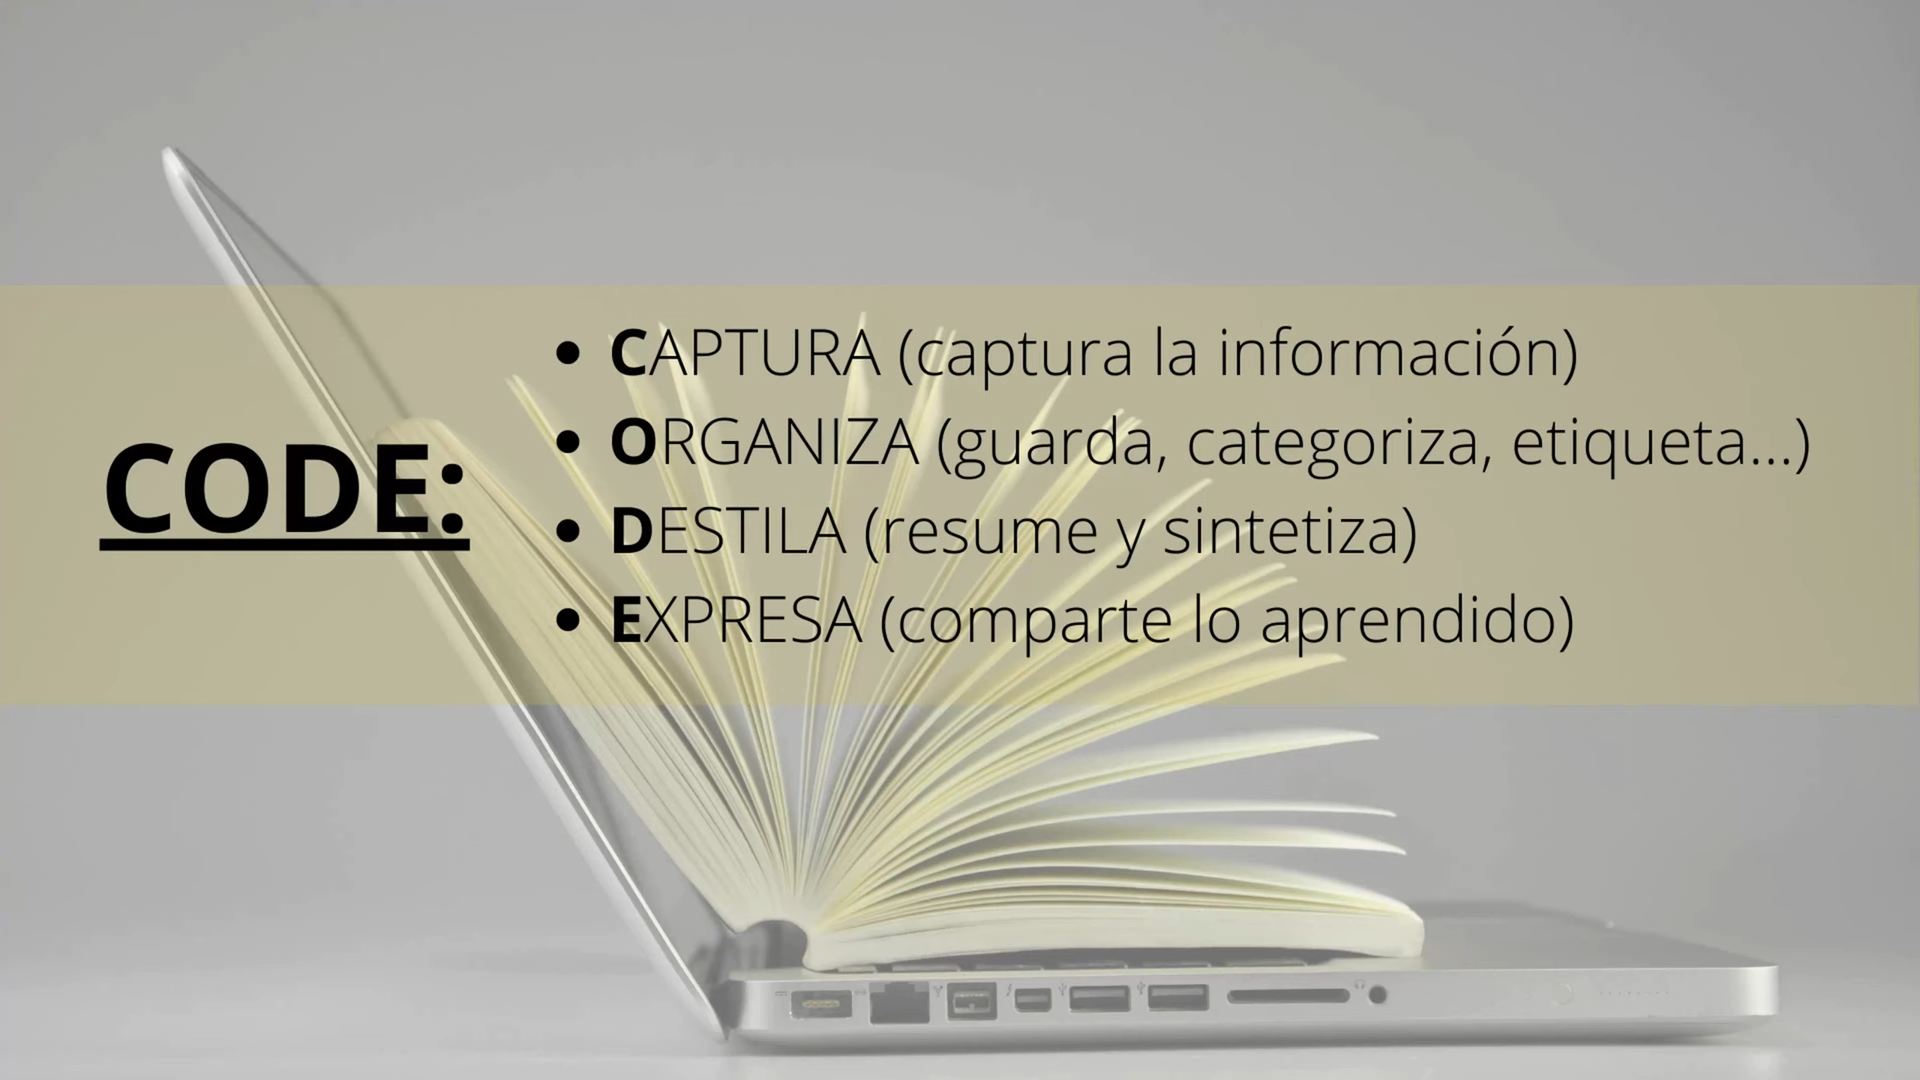 CODE:
• CAPTURA (captura la información)
• ORGANIZA (guarda, categoriza, etiqueta...)
• DESTILA (resume y sintetiza)
• EXPRESA (comparte lo aprendido)